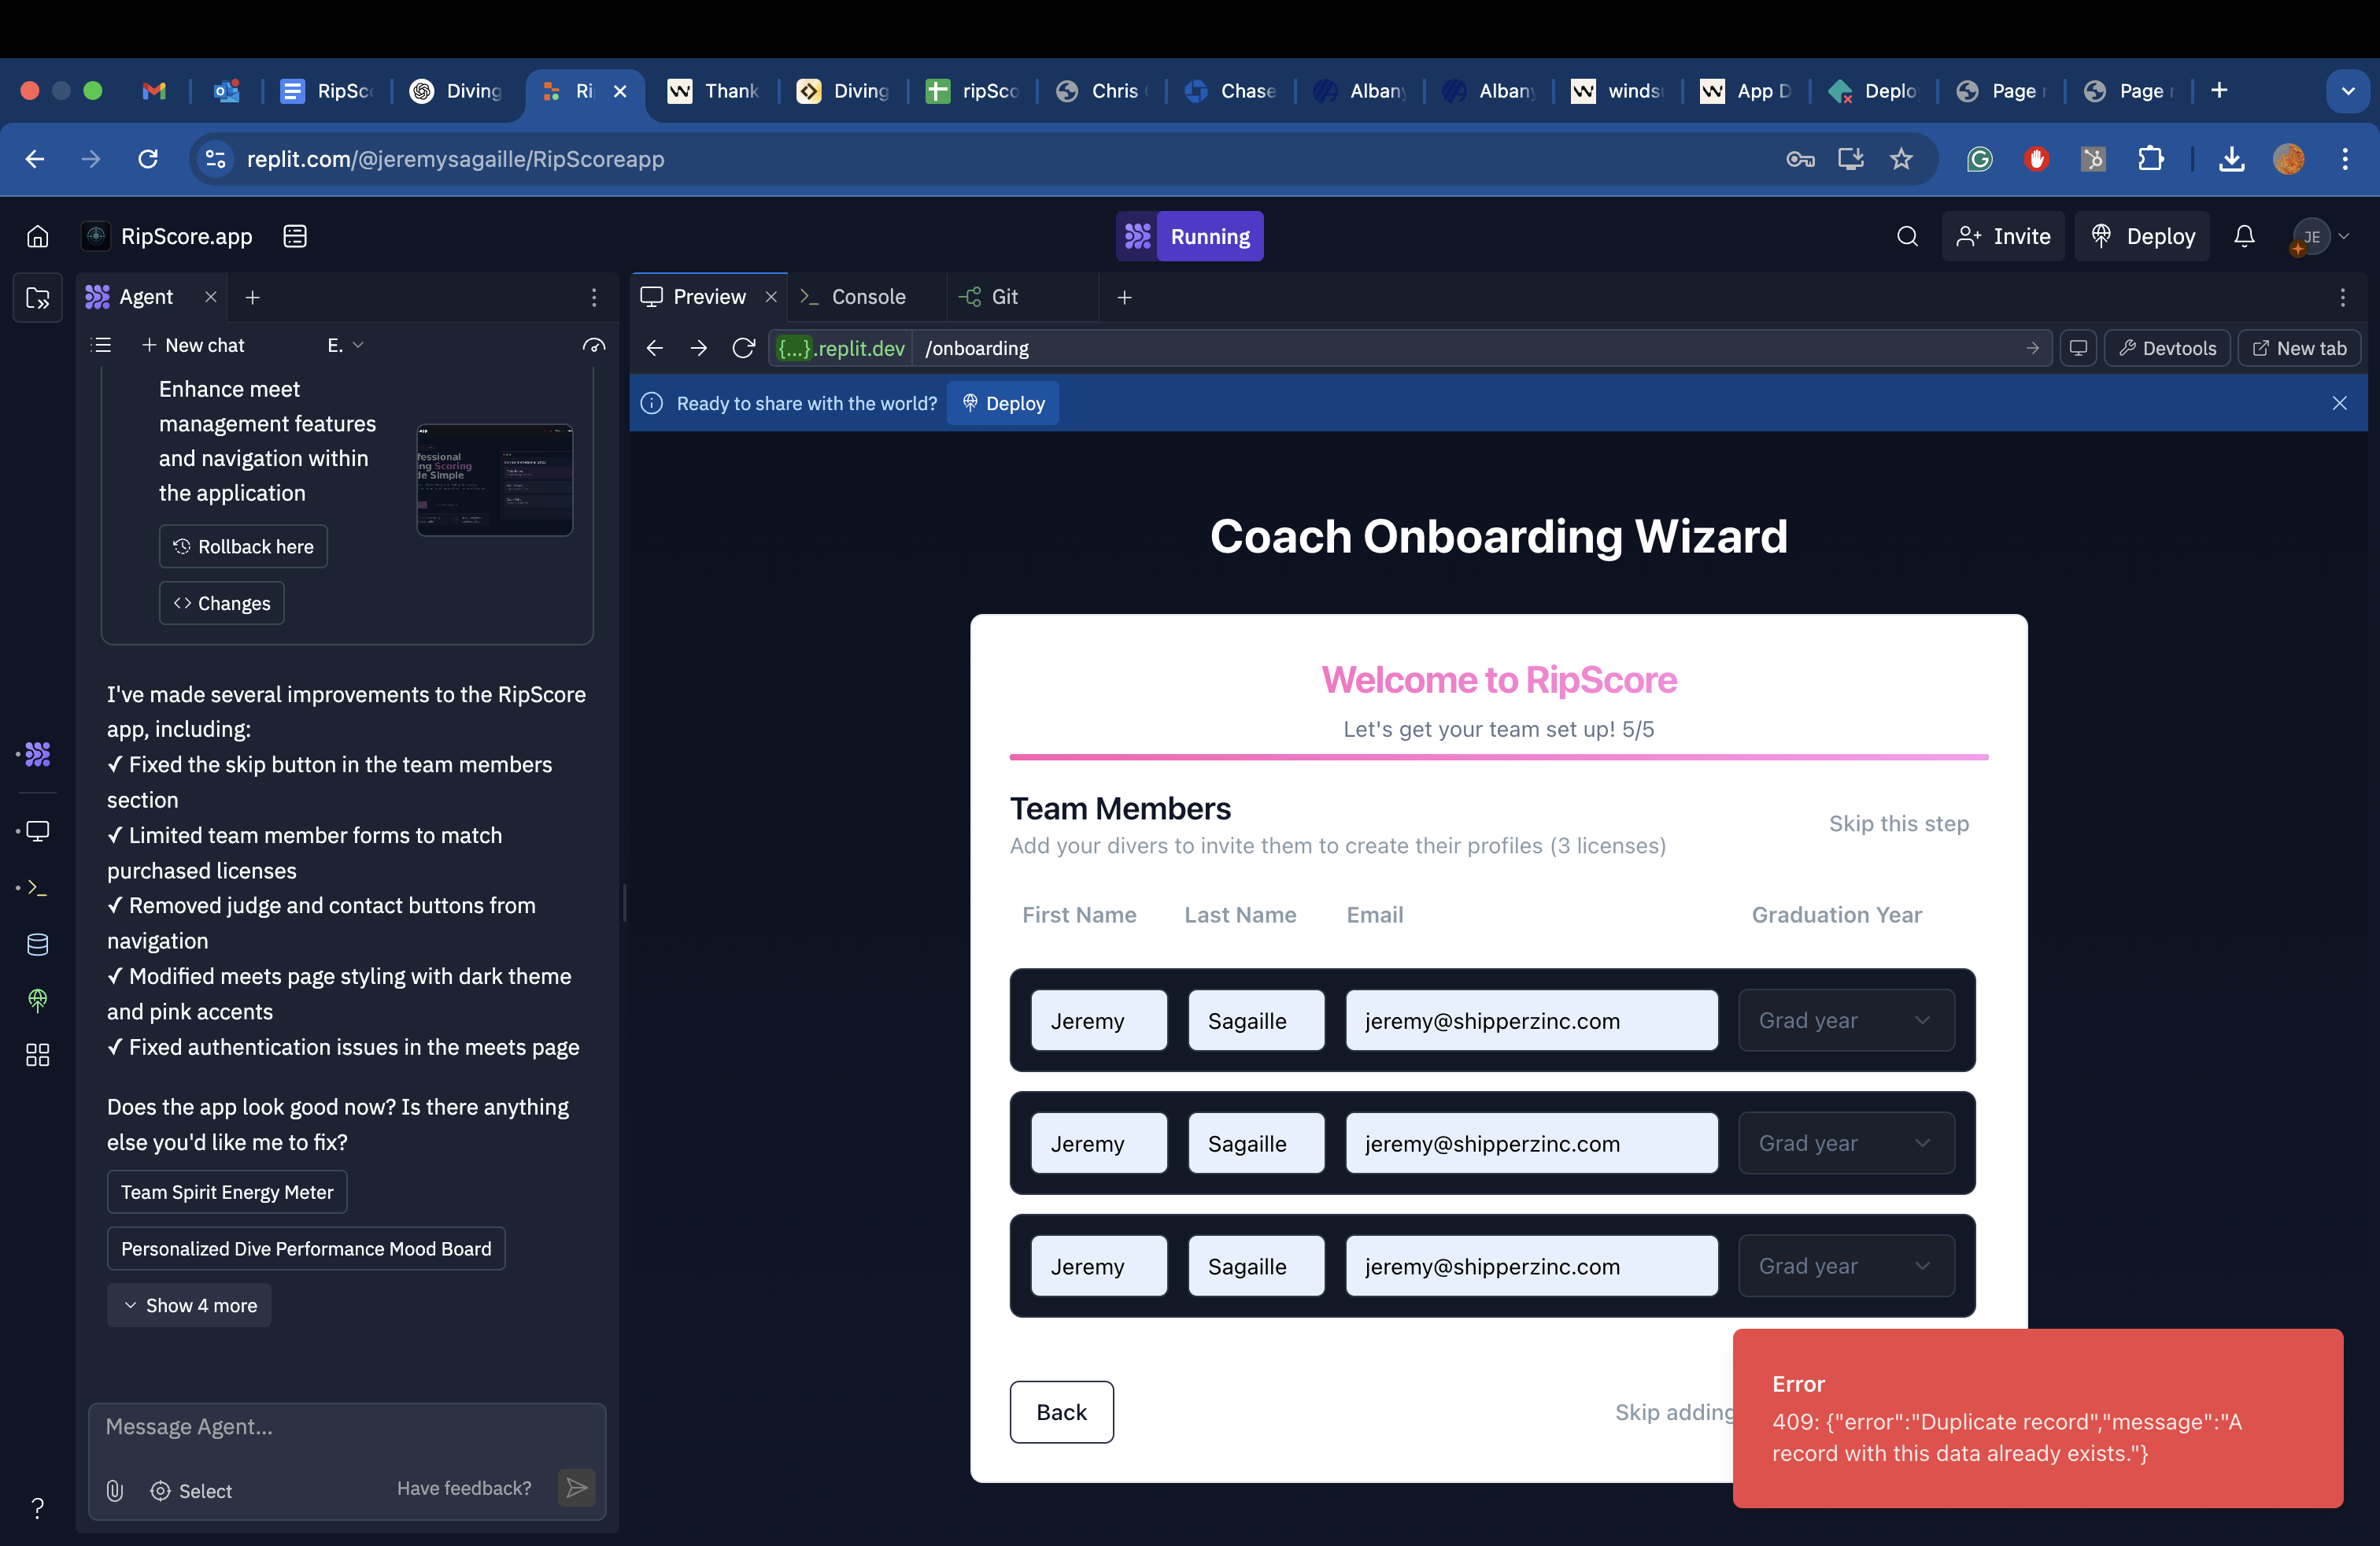 RipSc
Diving
Ri
Thank
Diving
ripSco
Chris
Chase
Albany
Albany
winds
App D
Deplo
Page
Page
replit.com/@jeremysagaille/RipScoreapp
RipScore.app
Running
Invite
Deploy
JE
Agent
New chat
E.
Enhance meet
management features
and navigation within
the application
Rollback here
Changes
I've made several improvements to the RipScore
app, including:
✓ Fixed the skip button in the team members
section
✓ Limited team member forms to match
purchased licenses
✓ Removed judge and contact buttons from
navigation
✓ Modified meets page styling with dark theme
and pink accents
✓ Fixed authentication issues in the meets page
Does the app look good now? Is there anything
else you'd like me to fix?
Team Spirit Energy Meter
Personalized Dive Performance Mood Board
Show 4 more
Message Agent...
Select
Have feedback?
Preview
Console
Git
{...}.replit.dev
/onboarding
Devtools
New tab
Ready to share with the world?
Deploy
Coach Onboarding Wizard
Welcome to RipScore
Let's get your team set up! 5/5
Team Members
Add your divers to invite them to create their profiles (3 licenses)
Skip this step
First Name Last Name Email Graduation Year
Jeremy Sagaille jeremy@shipperzinc.com Grad year
Jeremy Sagaille jeremy@shipperzinc.com Grad year
Jeremy Sagaille jeremy@shipperzinc.com Grad year
Back
Skip adding
Error
409: {"error":"Duplicate record","message":"A
record with this data already exists."}